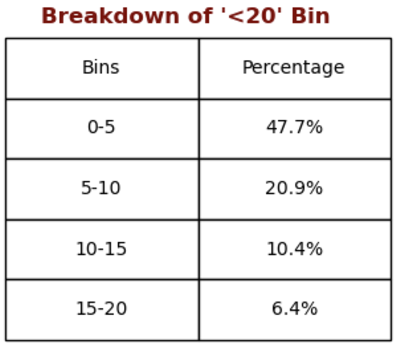 Breakdown of '<20' Bin
Bins Percentage
0-5 47.7%
5-10 20.9%
10-15 10.4%
15-20 6.4%